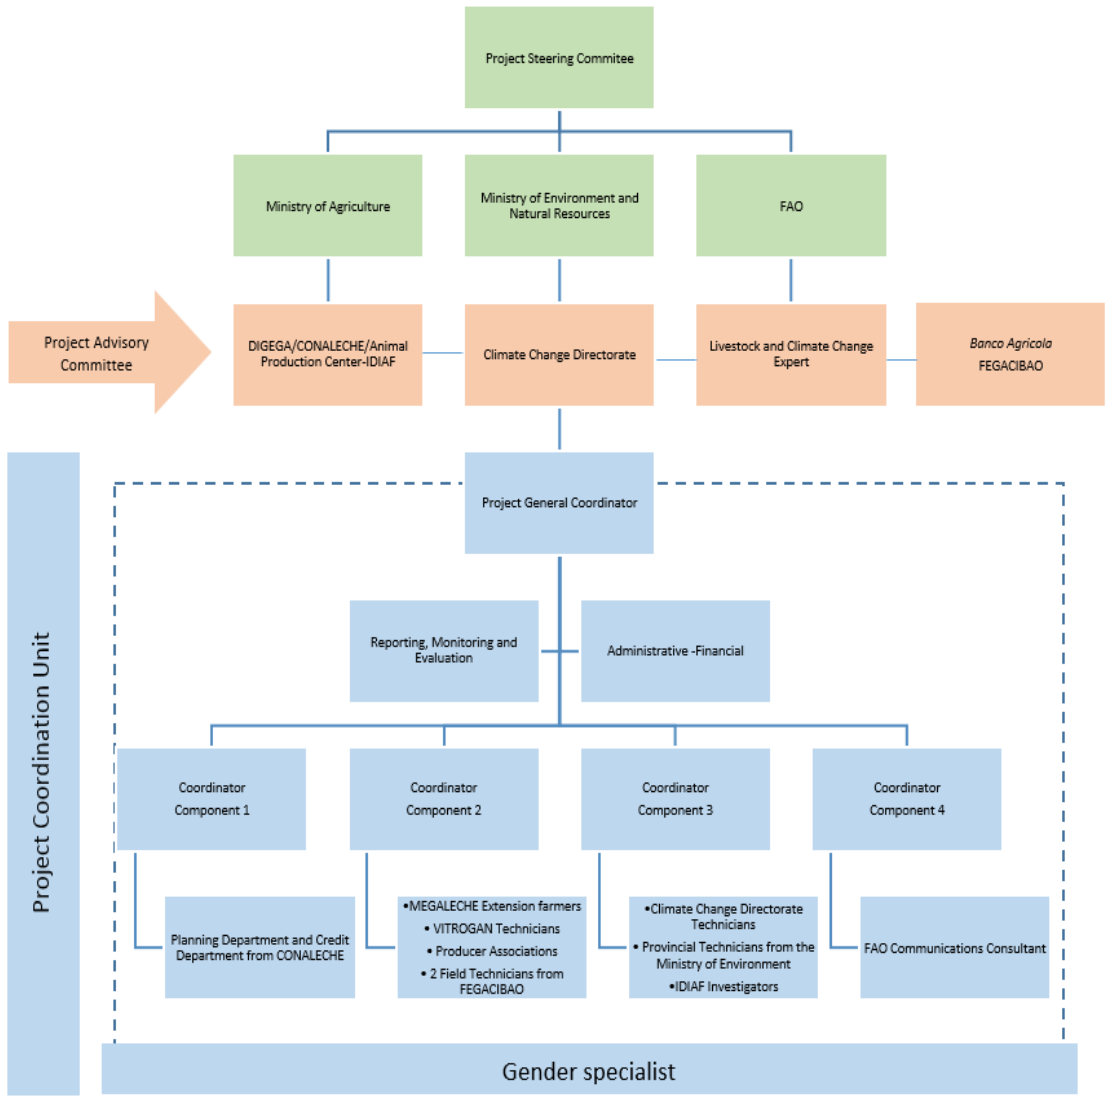 Project Steering Commitee
Ministry of Agriculture
Ministry of Environment and
Natural Resources
FAO
Project Advisory
Committee
DIGEGA/CONALECHE/Animal
Production Center-IDIAF
Climate Change Directorate
Livestock and Climate Change
Expert
Banco Agricola
FEGACIBAO
Project Coordination Unit
Project General Coordinator
Reporting, Monitoring and
Evaluation
Administrative -Financial
Coordinator
Component 1
Coordinator
Component 2
Coordinator
Component 3
Coordinator
Component 4
Planning Department and Credit
Department from CONALECHE
•MEGALECHE Extension farmers
• VITROGAN Technicians
• Producer Associations
• 2 Field Technicians from
FEGACIBAO
•Climate Change Directorate
Technicians
• Provincial Technicians from the
Ministry of Environment
•IDIAF Investigators
FAO Communications Consultant
Gender specialist